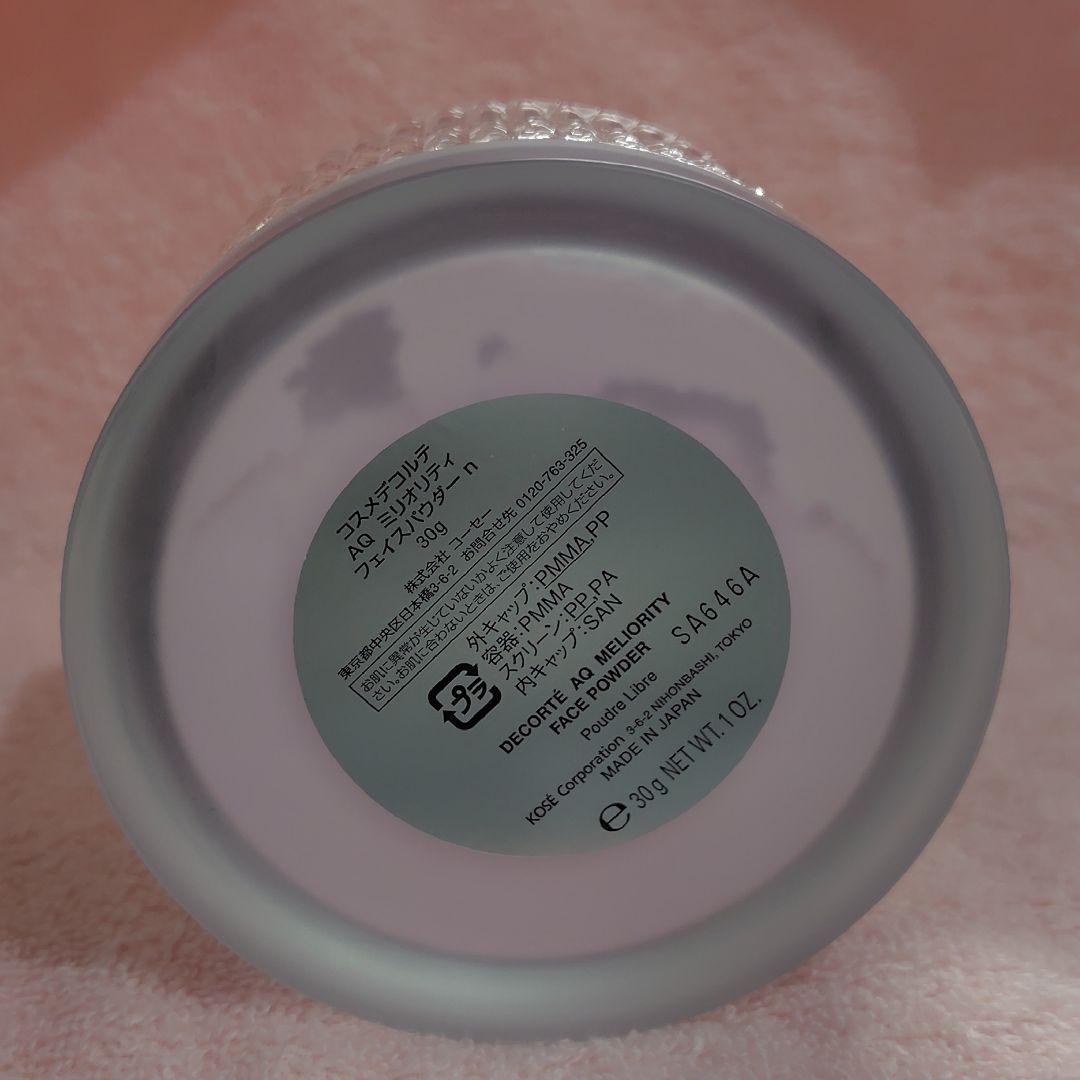 コスメデコルテ
AQ ミリオリティ
フェイスパウダー n
30g
株式会社 コーセー
東京都中央区日本橋3-6-2 お問合せ先 0120-763-325
お肌に異常が生じていないかよく注意して使用してくだ
さい。お肌に合わないときは、ご使用をおやめください。
外キャップ:PMMA,PP
容器:PMMA
スクリーン:PP,PA
内キャップ:SAN
プラ
DECORTÉ AQ MELIORITY
FACE POWDER
SA646A
Poudre Libre
KOSÉ Corporation 3-6-2 NIHONBASHI, TOKYO
MADE IN JAPAN
℮ 30g NET WT. 1 OZ.